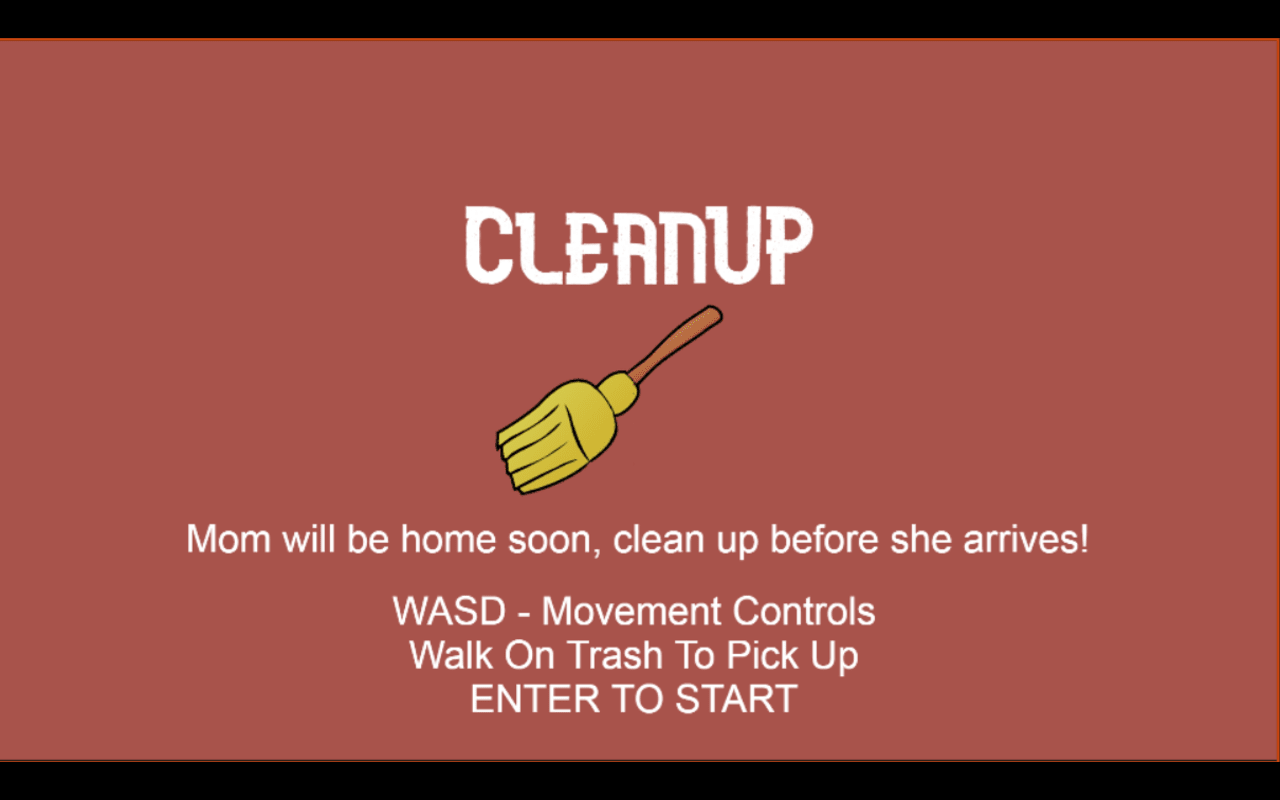 CLEANUP
Mom will be home soon, clean up before she arrives!
WASD - Movement Controls
Walk On Trash To Pick Up
ENTER TO START